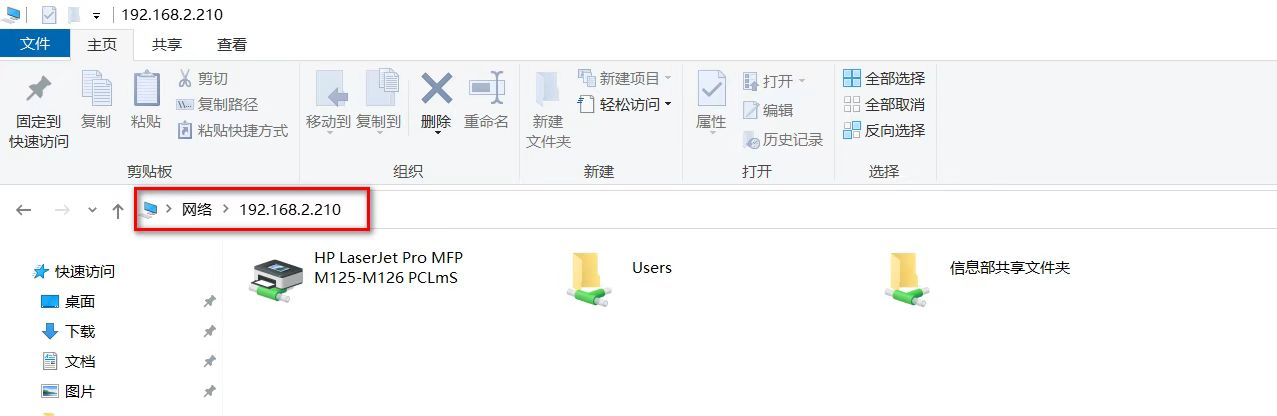 192.168.2.210
文件 主页 共享 查看
固定到
快速访问
复制
粘贴
剪切
复制路径
粘贴快捷方式
剪贴板
移动到
复制到
删除
重命名
组织
新建
文件夹
新建项目
轻松访问
新建
属性
打开
编辑
历史记录
打开
全部选择
全部取消
反向选择
选择
网络 192.168.2.210
快速访问
桌面
下载
文档
图片
HP LaserJet Pro MFP
M125-M126 PCLmS
Users
信息部共享文件夹